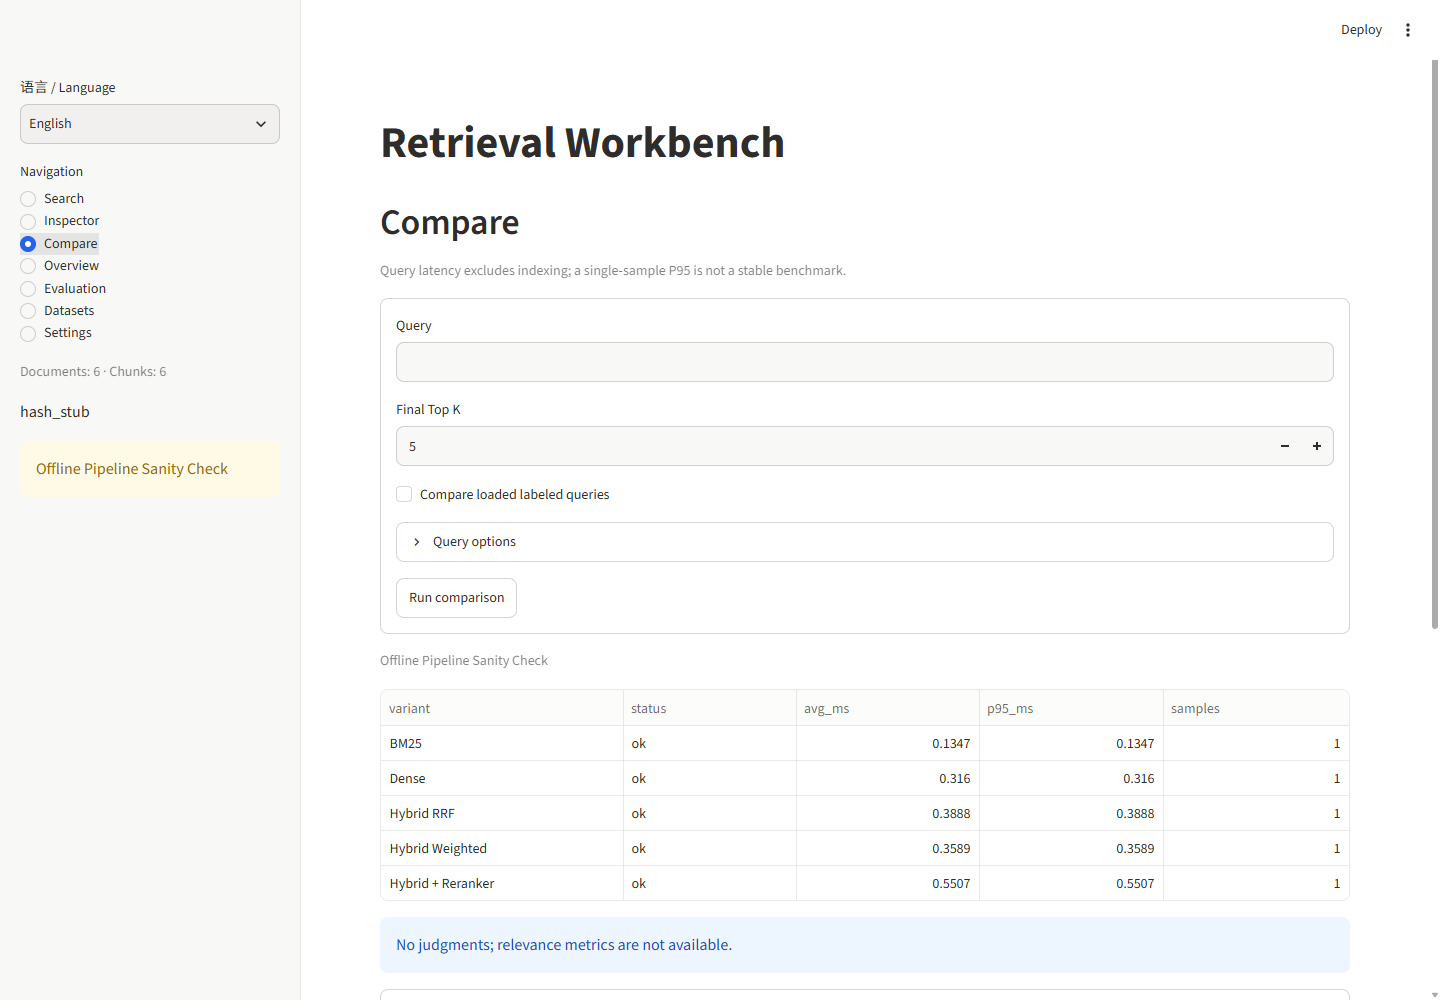 Deploy
语言 / Language
English
Navigation
Search
Inspector
Compare
Overview
Evaluation
Datasets
Settings
Documents: 6 · Chunks: 6
hash_stub
Offline Pipeline Sanity Check
Retrieval Workbench
Compare
Query latency excludes indexing; a single-sample P95 is not a stable benchmark.
Query
Final Top K
5
Compare loaded labeled queries
Query options
Run comparison
Offline Pipeline Sanity Check
variant status avg_ms p95_ms samples
BM25 ok 0.1347 0.1347 1
Dense ok 0.316 0.316 1
Hybrid RRF ok 0.3888 0.3888 1
Hybrid Weighted ok 0.3589 0.3589 1
Hybrid + Reranker ok 0.5507 0.5507 1
No judgments; relevance metrics are not available.